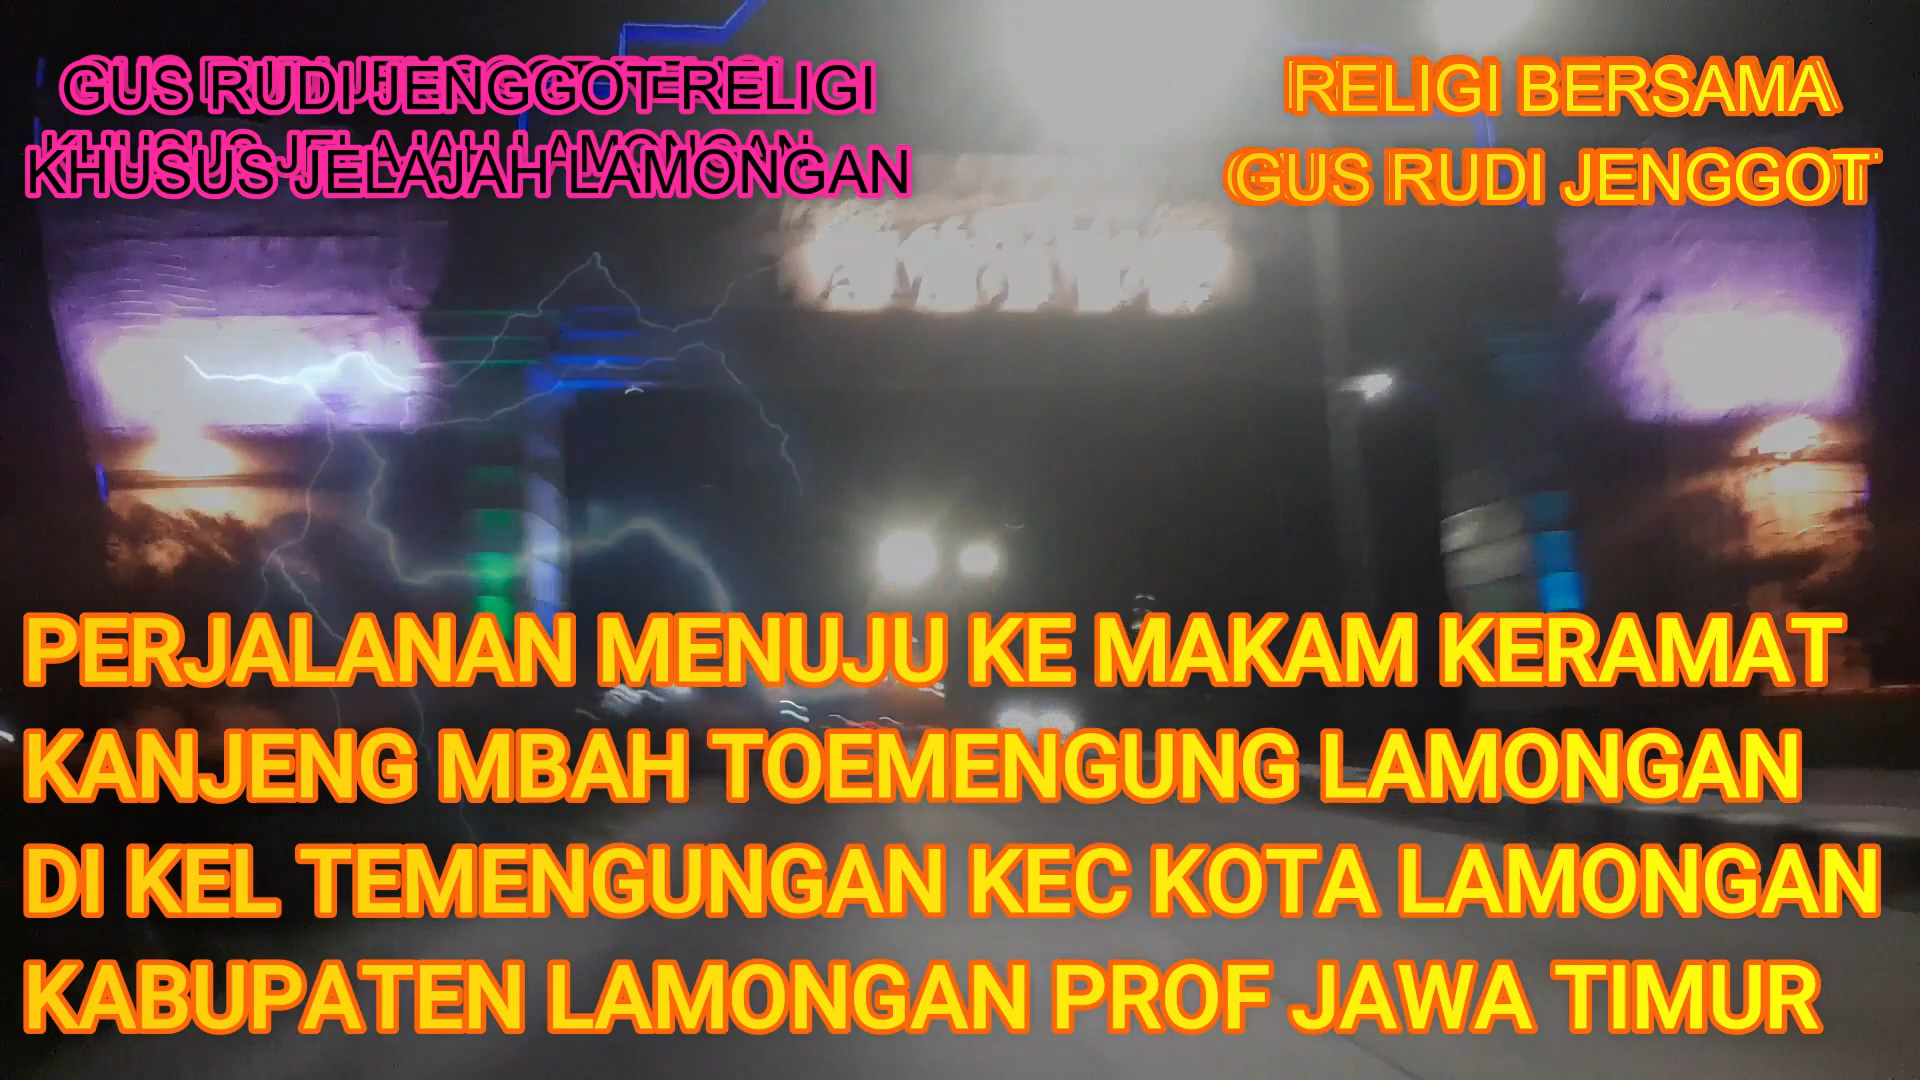 GUS RUDI JENGGOT RELIGI
KHUSUS JELAJAH LAMONGAN
RELIGI BERSAMA
GUS RUDI JENGGOT
PERJALANAN MENUJU KE MAKAM KERAMAT
KANJENG MBAH TOEMENGUNG LAMONGAN
DI KEL TEMENGUNGAN KEC KOTA LAMONGAN
KABUPATEN LAMONGAN PROF JAWA TIMUR